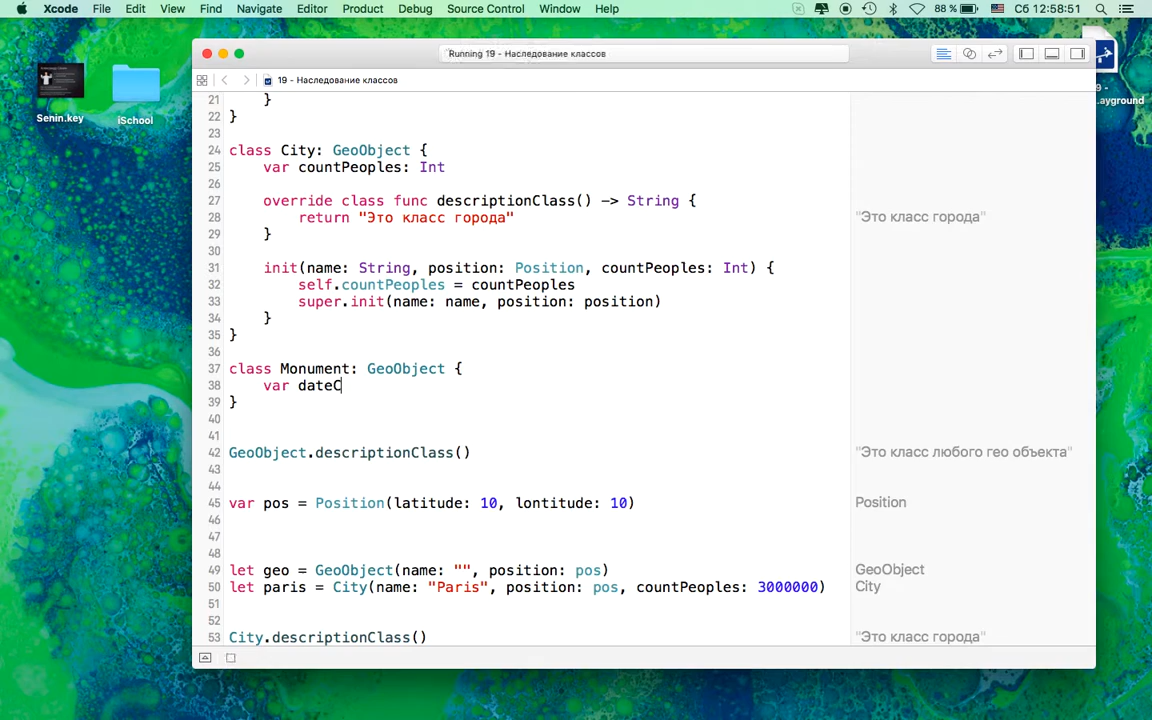 Xcode File Edit View Find Navigate Editor Product Debug Source Control Window Help 88 % Сб 12:58:51
Running 19 - Наследование классов
19 - Наследование классов
Senin.key
iSchool
9 -
.ayground
21 }
22 }
23
24 class City: GeoObject {
25 var countPeoples: Int
26
27 override class func descriptionClass() -> String {
28 return "Это класс города" "Это класс города"
29 }
30
31 init(name: String, position: Position, countPeoples: Int) {
32 self.countPeoples = countPeoples
33 super.init(name: name, position: position)
34 }
35 }
36
37 class Monument: GeoObject {
38 var dateC
39 }
40
41
42 GeoObject.descriptionClass() "Это класс любого гео объекта"
43
44
45 var pos = Position(latitude: 10, lontitude: 10) Position
46
47
48
49 let geo = GeoObject(name: "", position: pos) GeoObject
50 let paris = City(name: "Paris", position: pos, countPeoples: 3000000) City
51
52
53 City.descriptionClass() "Это класс города"